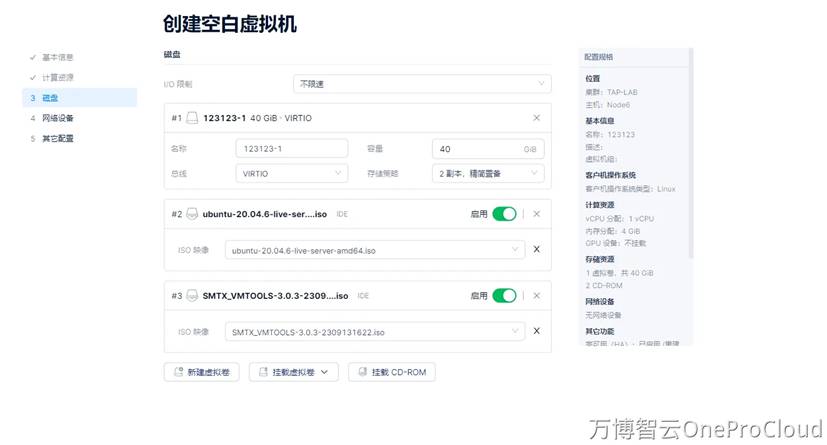 创建空白虚拟机
✓ 基本信息
✓ 计算资源
3 磁盘
4 网络设备
5 其它配置
磁盘
I/O 限制 不限速
#1 123123-1 40 GiB · VIRTIO
名称 123123-1 容量 40 GiB
总线 VIRTIO 存储策略 2 副本，精简置备
#2 ubuntu-20.04.6-live-ser....iso IDE 启用
ISO 映像 ubuntu-20.04.6-live-server-amd64.iso
#3 SMTX_VMTOOLS-3.0.3-2309....iso IDE 启用
ISO 映像 SMTX_VMTOOLS-3.0.3-2309131622.iso
新建虚拟卷 挂载虚拟卷 挂载 CD-ROM
配置规格
位置
集群：TAP-LAB
主机：Node6
基本信息
名称：123123
描述：
虚拟机组：
客户机操作系统
客户机操作系统类型：Linux
计算资源
vCPU 分配：1 vCPU
内存分配：4 GiB
GPU 设备：不挂载
存储资源
1 虚拟卷，共 40 GiB
2 CD-ROM
网络设备
无网络设备
其它功能
高可用（HA）：已启用（重建
万博智云OneProCloud